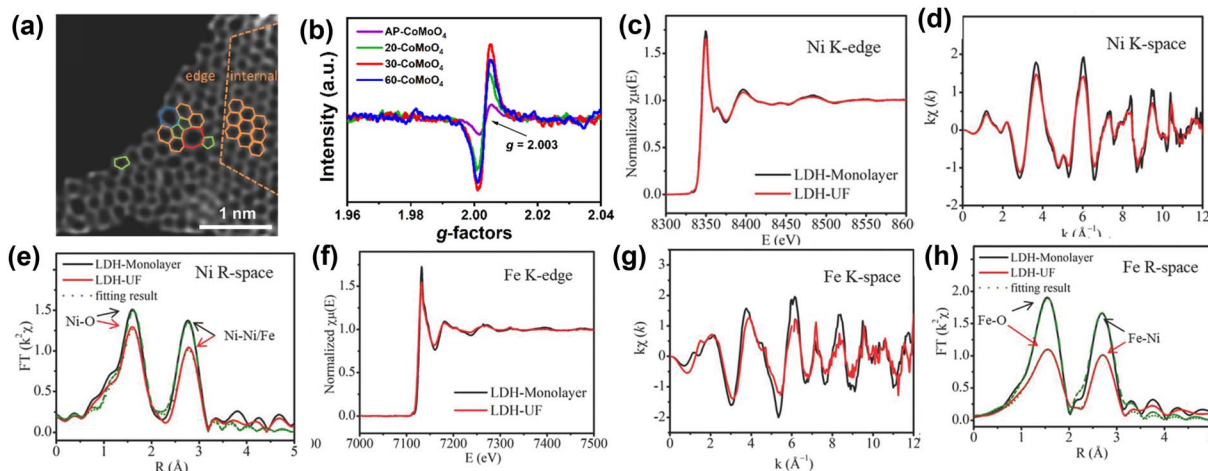 (a)
edge
internal
1 nm
(b)
AP-CoMoO₄
20-CoMoO₄
30-CoMoO₄
60-CoMoO₄
g = 2.003
Intensity (a.u.)
1.96 1.98 2.00 2.02 2.04
g-factors
(c)
Ni K-edge
Normalized χμ(E)
1.5
1.0
0.5
0.0
LDH-Monolayer
LDH-UF
8300 8350 8400 8450 8500 8550 860
E (eV)
(d)
Ni K-space
kχ (k)
2
1
0
-1
-2
0 2 4 6 8 10 12
k (Å⁻¹)
(e)
Ni R-space
LDH-Monolayer
LDH-UF
fitting result
Ni-O
Ni-Ni/Fe
FT (k²χ)
1.5
1.0
0.5
0.0
0 1 2 3 4 5
R (Å)
(f)
Fe K-edge
Normalized χμ(E)
1.5
1.0
0.5
0.0
LDH-Monolayer
LDH-UF
7000 7100 7200 7300 7400 7500
E (eV)
(g)
Fe K-space
kχ (k)
2
1
0
-1
-2
LDH-Monolayer
LDH-UF
0 2 4 6 8 10 12
k (Å⁻¹)
(h)
Fe R-space
LDH-Monolayer
LDH-UF
fitting result
Fe-O
Fe-Ni
FT (k²χ)
2.0
1.5
1.0
0.5
0.0
0 1 2 3 4
R (Å)